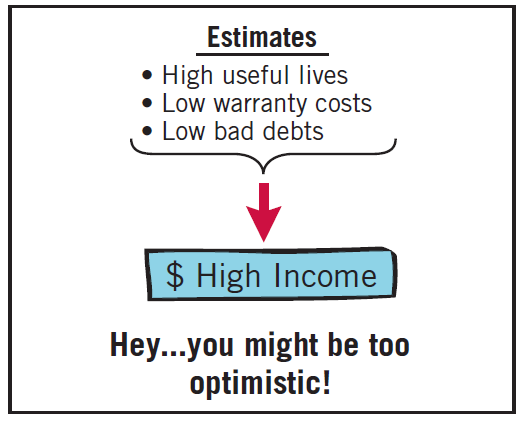 Estimates
• High useful lives
• Low warranty costs
• Low bad debts
$ High Income
Hey...you might be too
optimistic!